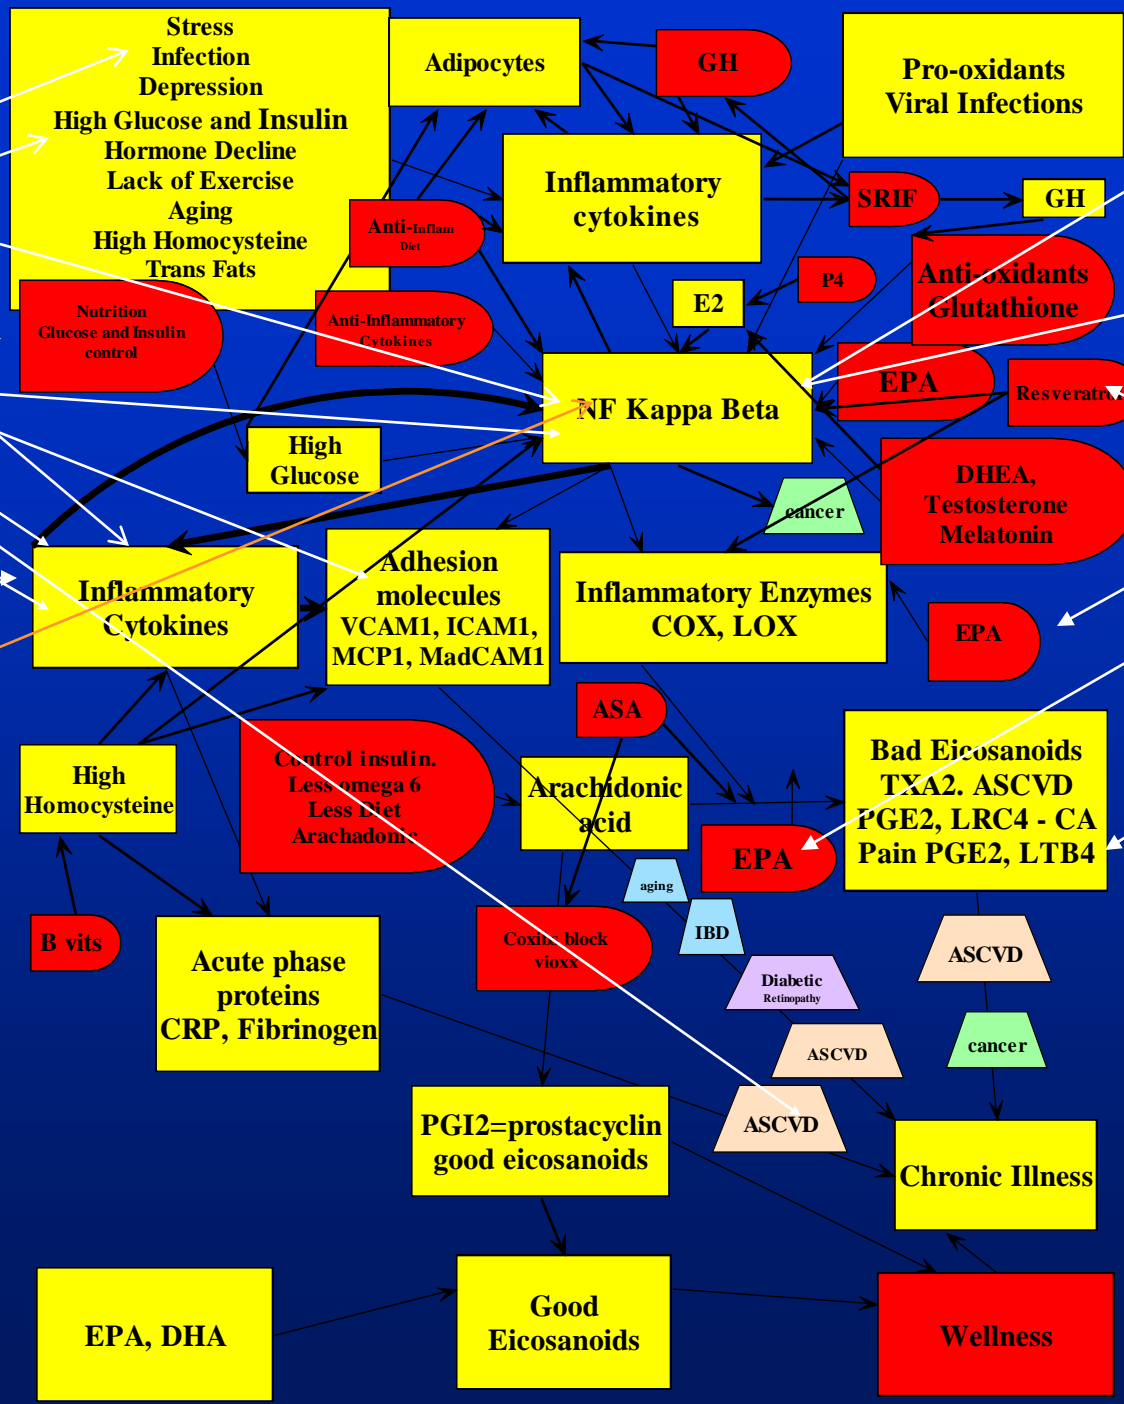 Stress
Infection
Depression
High Glucose and Insulin
Hormone Decline
Lack of Exercise
Aging
High Homocysteine
Trans Fats
Adipocytes
GH
Pro-oxidants
Viral Infections
Inflammatory
cytokines
SRIF
GH
Anti-Inflam
Diet
Anti-oxidants
Glutathione
P4
E2
Nutrition
Glucose and Insulin
control
Anti-Inflammatory
Cytokines
EPA
Resveratrol
NF Kappa Beta
High
Glucose
DHEA,
Testosterone
Melatonin
cancer
Inflammatory
Cytokines
Adhesion
molecules
VCAM1, ICAM1,
MCP1, MadCAM1
Inflammatory Enzymes
COX, LOX
EPA
ASA
High
Homocysteine
Control insulin.
Less omega 6
Less Diet
Arachadonic
Arachidonic
acid
Bad Eicosanoids
TXA2. ASCVD
PGE2, LRC4 - CA
Pain PGE2, LTB4
EPA
aging
IBD
B vits
Coxibs block
vioxx
Acute phase
proteins
CRP, Fibrinogen
Diabetic
Retinopathy
ASCVD
ASCVD
cancer
ASCVD
PGI2=prostacyclin
good eicosanoids
Chronic Illness
EPA, DHA
Good
Eicosanoids
Wellness